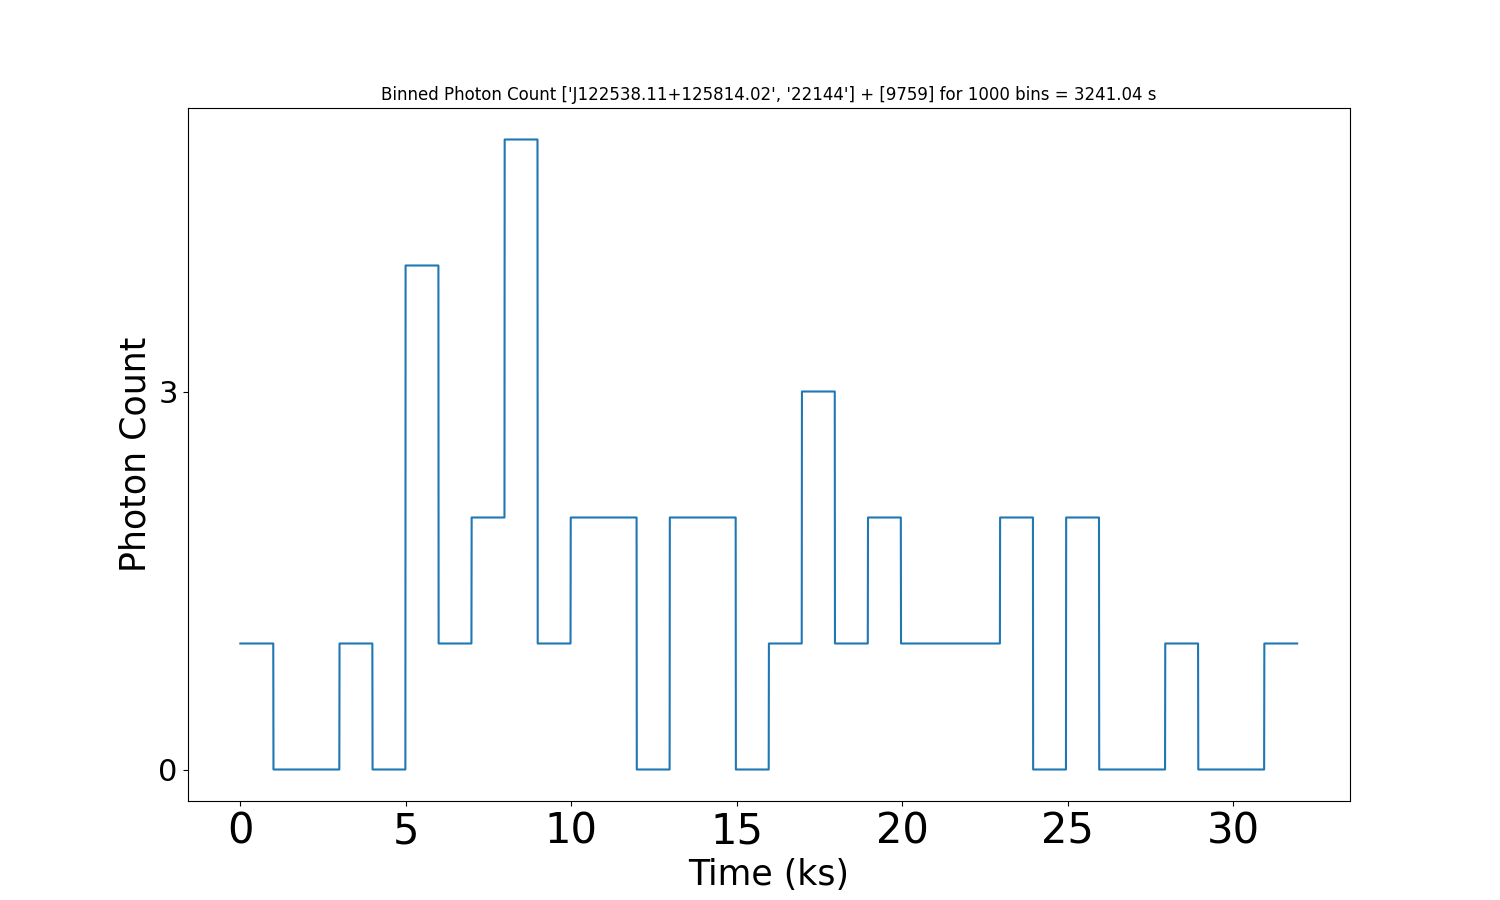 Binned Photon Count ['J122538.11+125814.02', '22144'] + [9759] for 1000 bins = 3241.04 s
Photon Count
3
0
0 5 10 15 20 25 30
Time (ks)